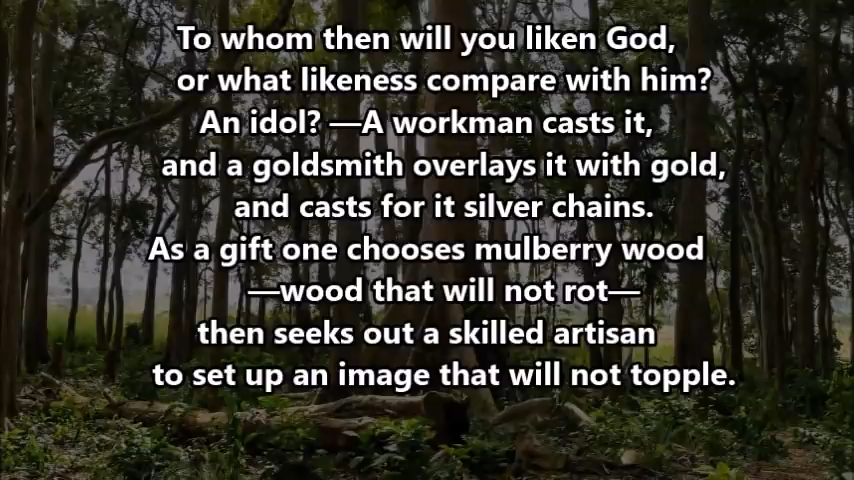 To whom then will you liken God,
or what likeness compare with him?
An idol? —A workman casts it,
and a goldsmith overlays it with gold,
and casts for it silver chains.
As a gift one chooses mulberry wood
—wood that will not rot—
then seeks out a skilled artisan
to set up an image that will not topple.